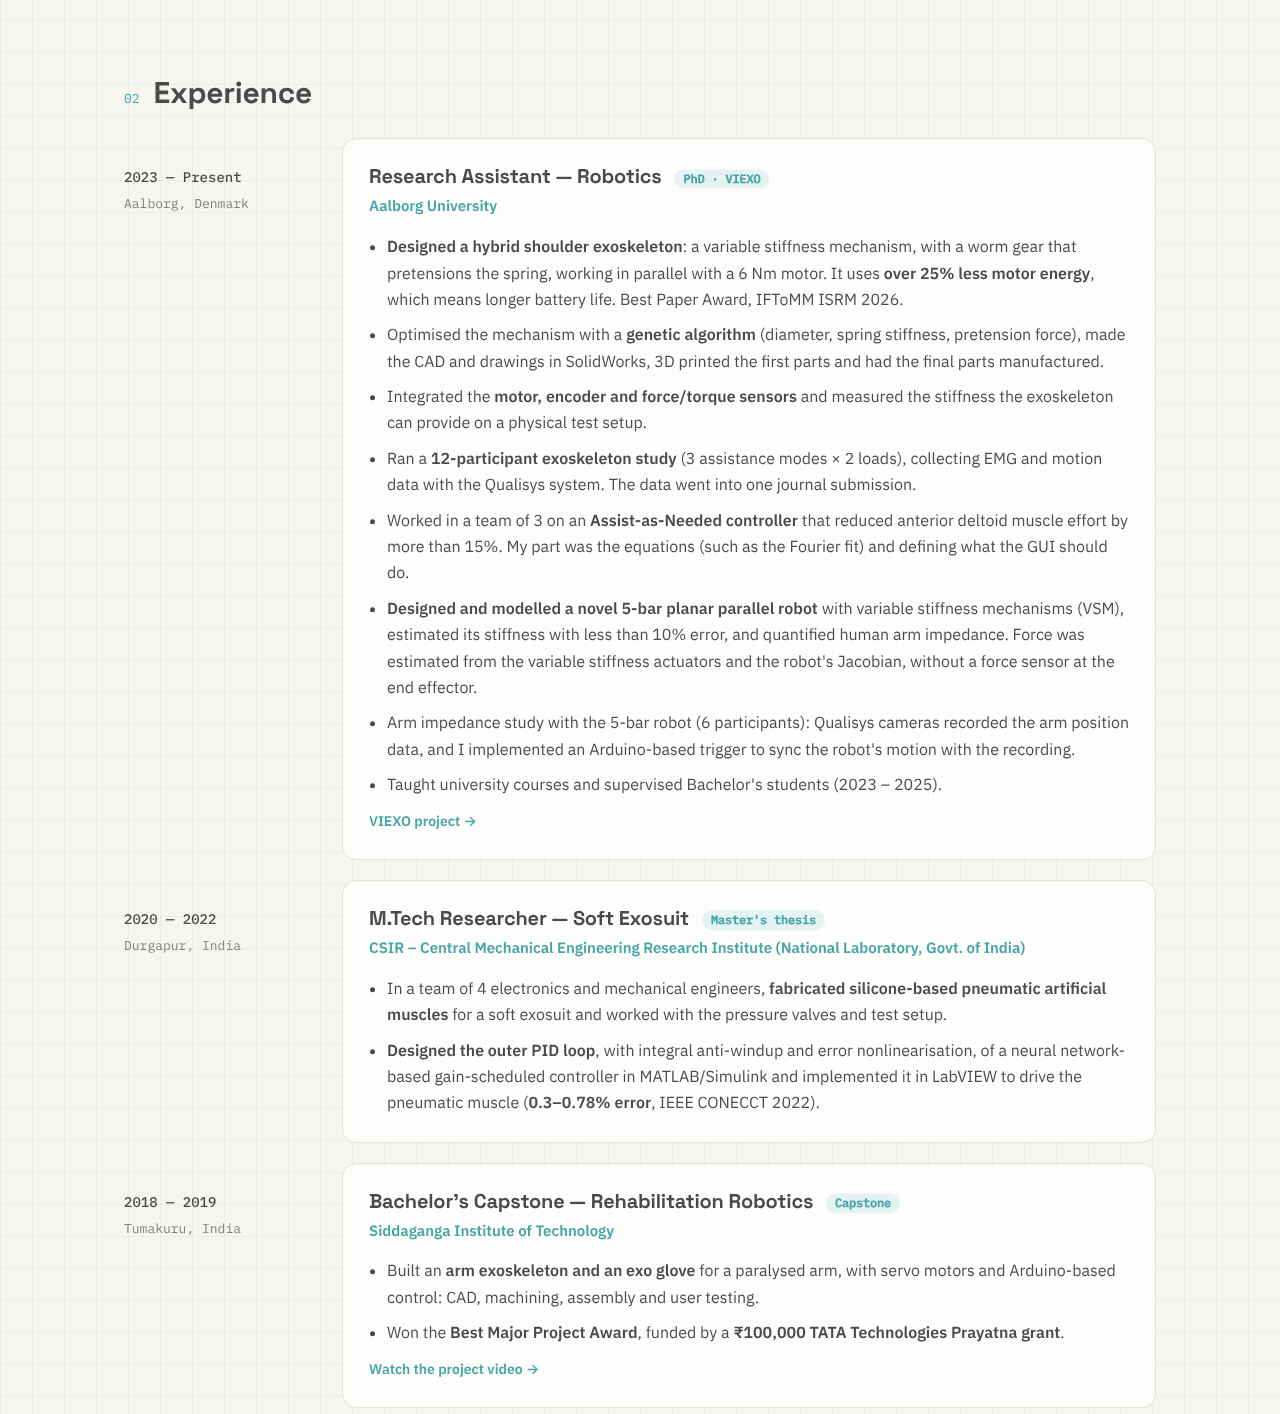 02 Experience
2023 — Present
Aalborg, Denmark
Research Assistant — Robotics PhD · VIEXO
Aalborg University
• Designed a hybrid shoulder exoskeleton: a variable stiffness mechanism, with a worm gear that
pretensions the spring, working in parallel with a 6 Nm motor. It uses over 25% less motor energy,
which means longer battery life. Best Paper Award, IFToMM ISRM 2026.
• Optimised the mechanism with a genetic algorithm (diameter, spring stiffness, pretension force), made
the CAD and drawings in SolidWorks, 3D printed the first parts and had the final parts manufactured.
• Integrated the motor, encoder and force/torque sensors and measured the stiffness the exoskeleton
can provide on a physical test setup.
• Ran a 12-participant exoskeleton study (3 assistance modes × 2 loads), collecting EMG and motion
data with the Qualisys system. The data went into one journal submission.
• Worked in a team of 3 on an Assist-as-Needed controller that reduced anterior deltoid muscle effort by
more than 15%. My part was the equations (such as the Fourier fit) and defining what the GUI should
do.
• Designed and modelled a novel 5-bar planar parallel robot with variable stiffness mechanisms (VSM),
estimated its stiffness with less than 10% error, and quantified human arm impedance. Force was
estimated from the variable stiffness actuators and the robot's Jacobian, without a force sensor at the
end effector.
• Arm impedance study with the 5-bar robot (6 participants): Qualisys cameras recorded the arm position
data, and I implemented an Arduino-based trigger to sync the robot's motion with the recording.
• Taught university courses and supervised Bachelor's students (2023 – 2025).
VIEXO project →
2020 — 2022
Durgapur, India
M.Tech Researcher — Soft Exosuit Master's thesis
CSIR – Central Mechanical Engineering Research Institute (National Laboratory, Govt. of India)
• In a team of 4 electronics and mechanical engineers, fabricated silicone-based pneumatic artificial
muscles for a soft exosuit and worked with the pressure valves and test setup.
• Designed the outer PID loop, with integral anti-windup and error nonlinearisation, of a neural network-
based gain-scheduled controller in MATLAB/Simulink and implemented it in LabVIEW to drive the
pneumatic muscle (0.3–0.78% error, IEEE CONECCT 2022).
2018 — 2019
Tumakuru, India
Bachelor’s Capstone — Rehabilitation Robotics Capstone
Siddaganga Institute of Technology
• Built an arm exoskeleton and an exo glove for a paralysed arm, with servo motors and Arduino-based
control: CAD, machining, assembly and user testing.
• Won the Best Major Project Award, funded by a ₹100,000 TATA Technologies Prayatna grant.
Watch the project video →